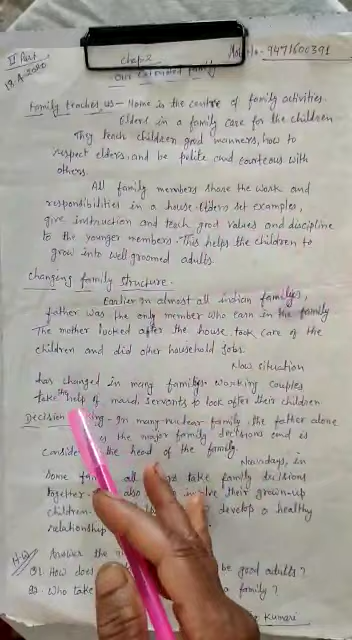 II Part
Mob No - 9471600391
18.4.2020
Chap-2
Our Extended Family
Family teaches us - Home is the centre of family activities.
Elders in a family care for the children
They teach children good manners, how to
respect elders, and be polite and courteous with
others.
All family members share the work and
responsibilities in a house. Elders set examples,
give instruction and teach good values and discipline
to the younger members. This helps the children to
grow into well groomed adults.
Changing family structure.
Earlier in almost all indian families,
father was the only member who earn in the family
The mother looked after the house, took care of the
children and did other household jobs.
Now situation
has changed in many families. Working couples
take the help of maid, servants to look after their children
Decision - In many nuclear family, the father alone
the major family decisions and is
the head of the family.
Nowdays, in
some all take family decisions
together. also involve their grown-up
children. develop a healthy
relationship
H.W Answer the
Q1. How does be good adults?
Q2. Who take a family?
Kumari